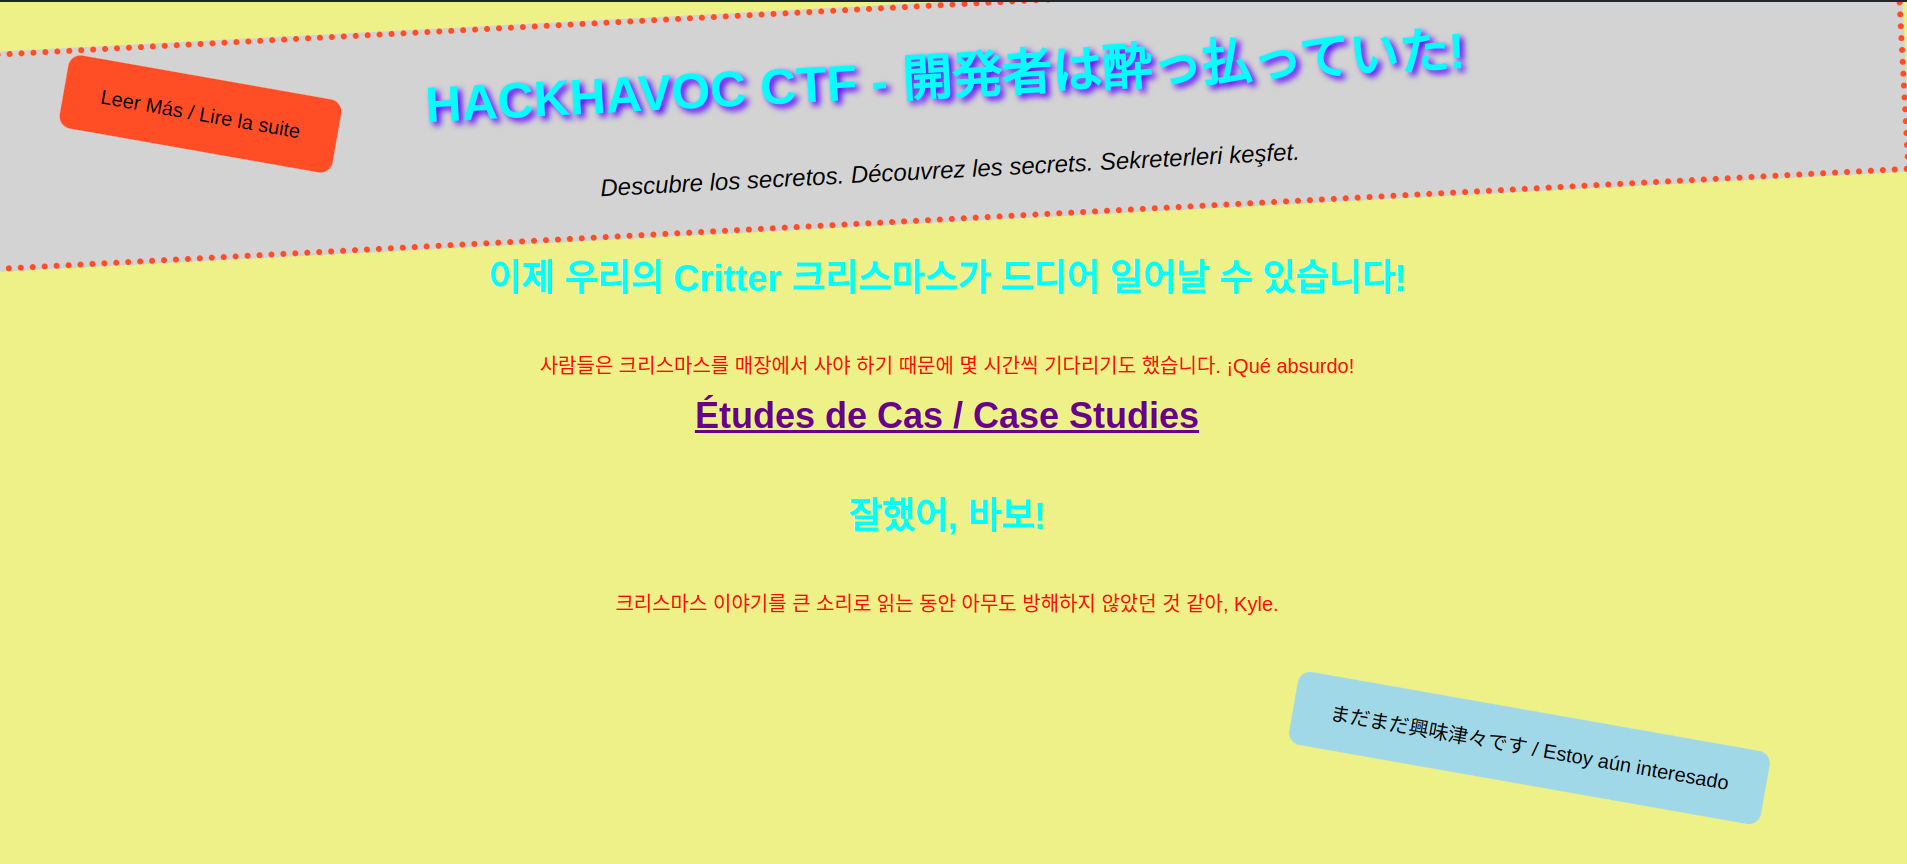 HACKHAVOC CTF - 開発者は酔っ払っていた!
Leer Más / Lire la suite
Descubre los secretos. Découvrez les secrets. Sekreterleri keşfet.
이제 우리의 Critter 크리스마스가 드디어 일어날 수 있습니다!
사람들은 크리스마스를 매장에서 사야 하기 때문에 몇 시간씩 기다리기도 했습니다. ¡Qué absurdo!
Études de Cas / Case Studies
잘했어, 바보!
크리스마스 이야기를 큰 소리로 읽는 동안 아무도 방해하지 않았던 것 같아, Kyle.
まだまだ興味津々です / Estoy aún interesado